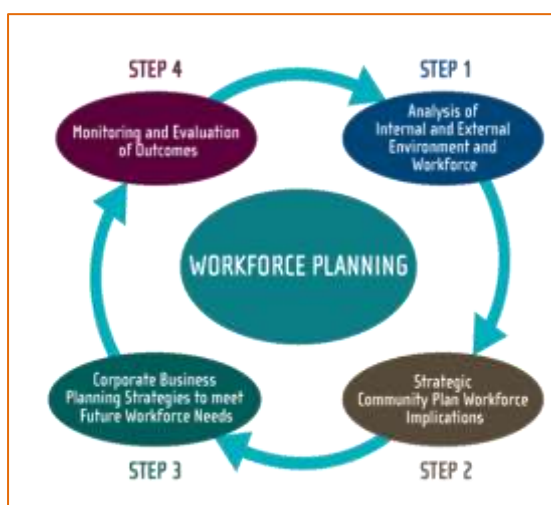 STEP 4
Monitoring and Evaluation
of Outcomes
STEP 1
Analysis of
Internal and External
Environment and
Workforce
WORKFORCE PLANNING
Corporate Business
Planning Strategies to meet
Future Workforce Needs
STEP 3
Strategic
Community Plan Workforce
Implications
STEP 2